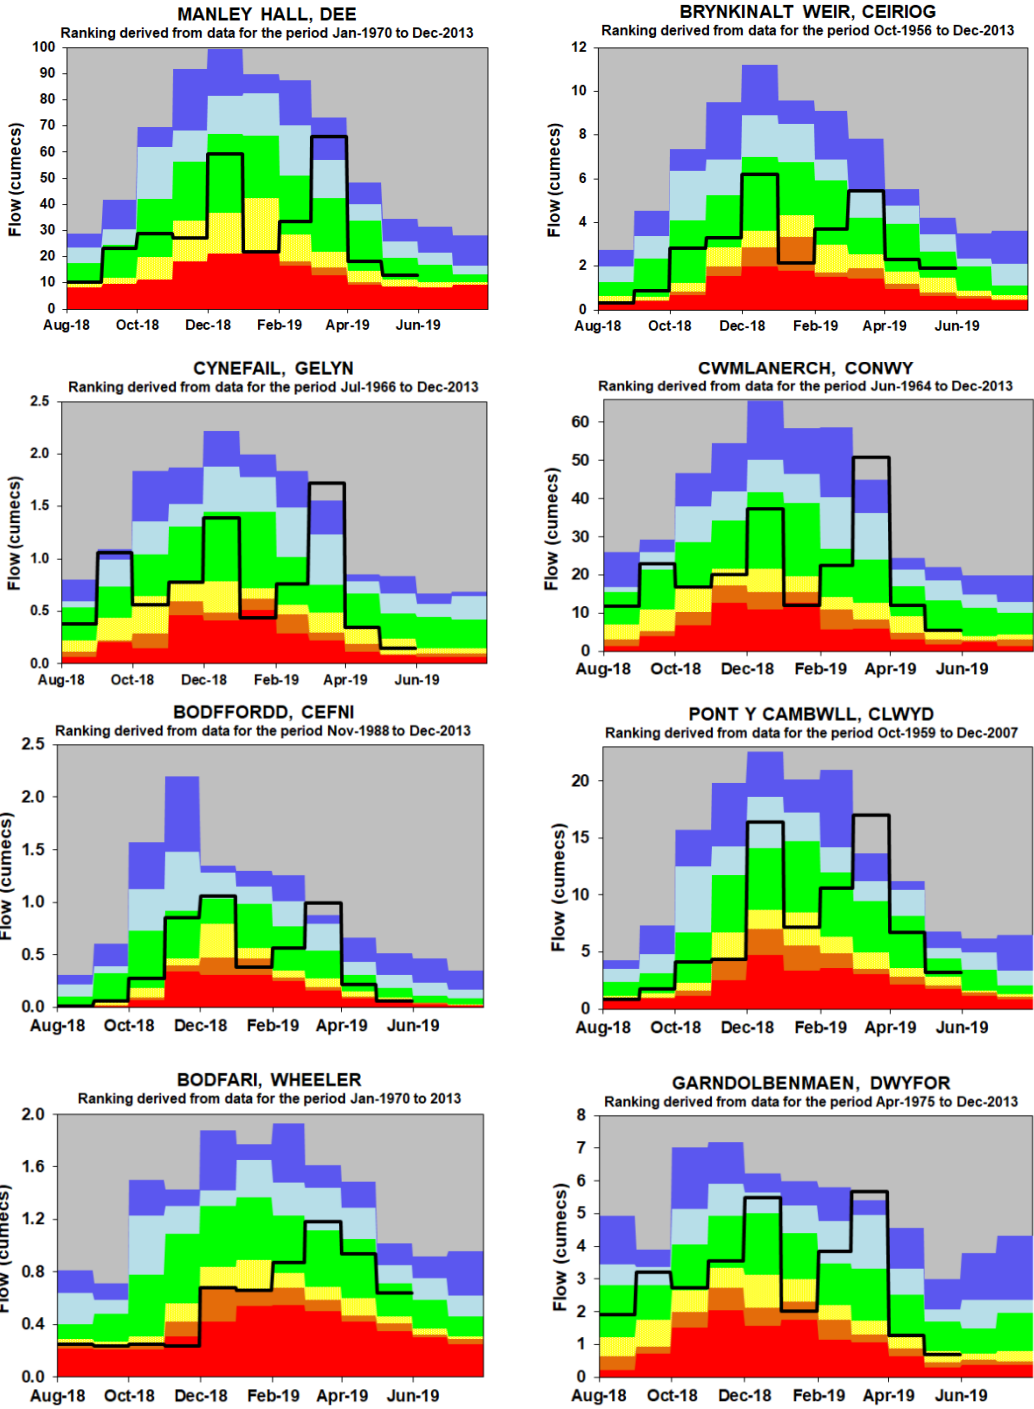 MANLEY HALL, DEE
Ranking derived from data for the period Jan-1970 to Dec-2013
Flow (cumecs)
100
90
80
70
60
50
40
30
20
10
0
Aug-18 Oct-18 Dec-18 Feb-19 Apr-19 Jun-19
BRYNKINALT WEIR, CEIRIOG
Ranking derived from data for the period Oct-1956 to Dec-2013
Flow (cumecs)
12
10
8
6
4
2
0
Aug-18 Oct-18 Dec-18 Feb-19 Apr-19 Jun-19
CYNEFAIL, GELYN
Ranking derived from data for the period Jul-1966 to Dec-2013
Flow (cumecs)
2.5
2.0
1.5
1.0
0.5
0.0
Aug-18 Oct-18 Dec-18 Feb-19 Apr-19 Jun-19
CWMLANERCH, CONWY
Ranking derived from data for the period Jun-1964 to Dec-2013
Flow (cumecs)
60
50
40
30
20
10
0
Aug-18 Oct-18 Dec-18 Feb-19 Apr-19 Jun-19
BODFFORDD, CEFNI
Ranking derived from data for the period Nov-1988 to Dec-2013
Flow (cumecs)
2.5
2.0
1.5
1.0
0.5
0.0
Aug-18 Oct-18 Dec-18 Feb-19 Apr-19 Jun-19
PONT Y CAMBWLL, CLWYD
Ranking derived from data for the period Oct-1959 to Dec-2007
Flow (cumecs)
20
15
10
5
0
Aug-18 Oct-18 Dec-18 Feb-19 Apr-19 Jun-19
BODFARI, WHEELER
Ranking derived from data for the period Jan-1970 to 2013
Flow (cumecs)
2.0
1.6
1.2
0.8
0.4
0.0
Aug-18 Oct-18 Dec-18 Feb-19 Apr-19 Jun-19
GARNDOLBENMAEN, DWYFOR
Ranking derived from data for the period Apr-1975 to Dec-2013
Flow (cumecs)
8
7
6
5
4
3
2
1
0
Aug-18 Oct-18 Dec-18 Feb-19 Apr-19 Jun-19